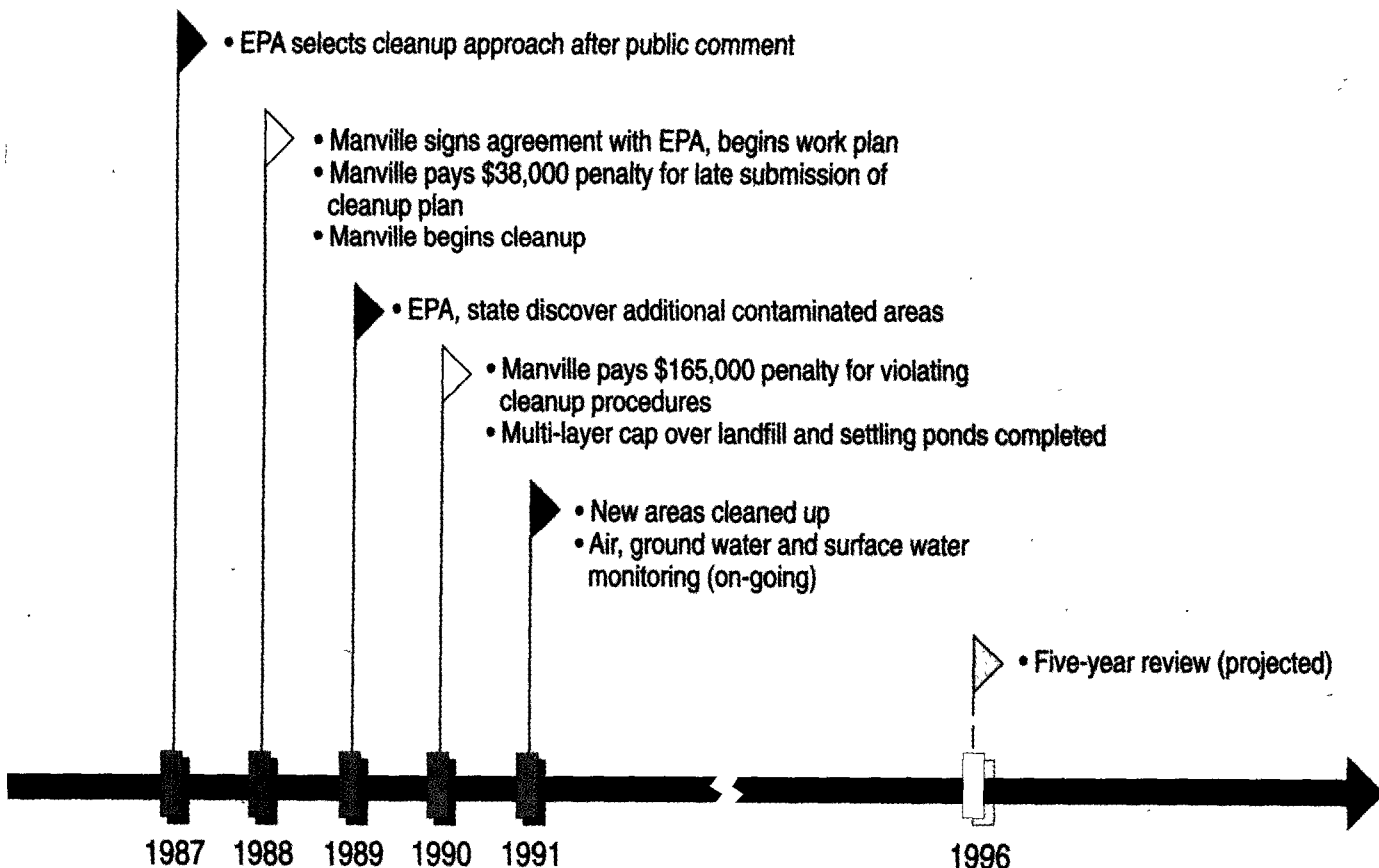 • EPA selects cleanup approach after public comment
• Manville signs agreement with EPA, begins work plan
• Manville pays $38,000 penalty for late submission of
cleanup plan
• Manville begins cleanup
• EPA, state discover additional contaminated areas
• Manville pays $165,000 penalty for violating
cleanup procedures
• Multi-layer cap over landfill and settling ponds completed
• New areas cleaned up
• Air, ground water and surface water
monitoring (on-going)
• Five-year review (projected)
1987 1988 1989 1990 1991 1996